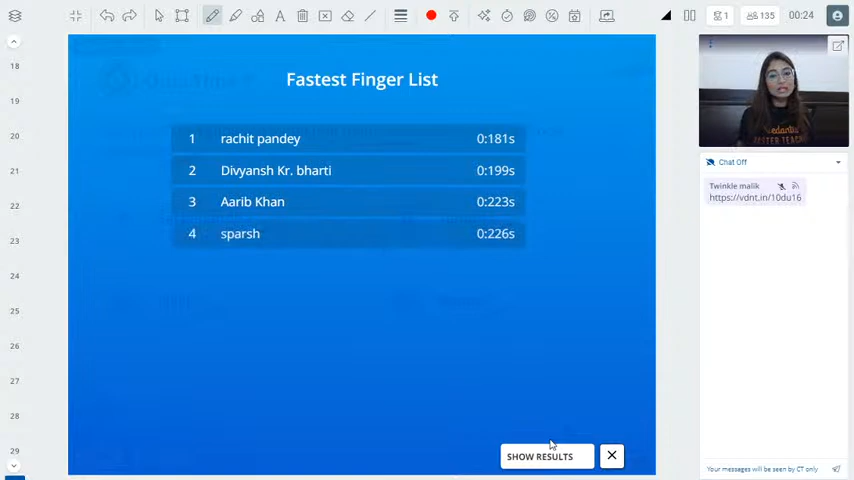 1
135
00:24
18
19
20
21
22
23
24
25
26
27
28
29
Fastest Finger List
1 rachit pandey 0:181s
2 Divyansh Kr. bharti 0:199s
3 Aarib Khan 0:223s
4 sparsh 0:226s
SHOW RESULTS
Chat Off
Twinkle malik
https://vdnt.in/10du16
Your messages will be seen by CT only